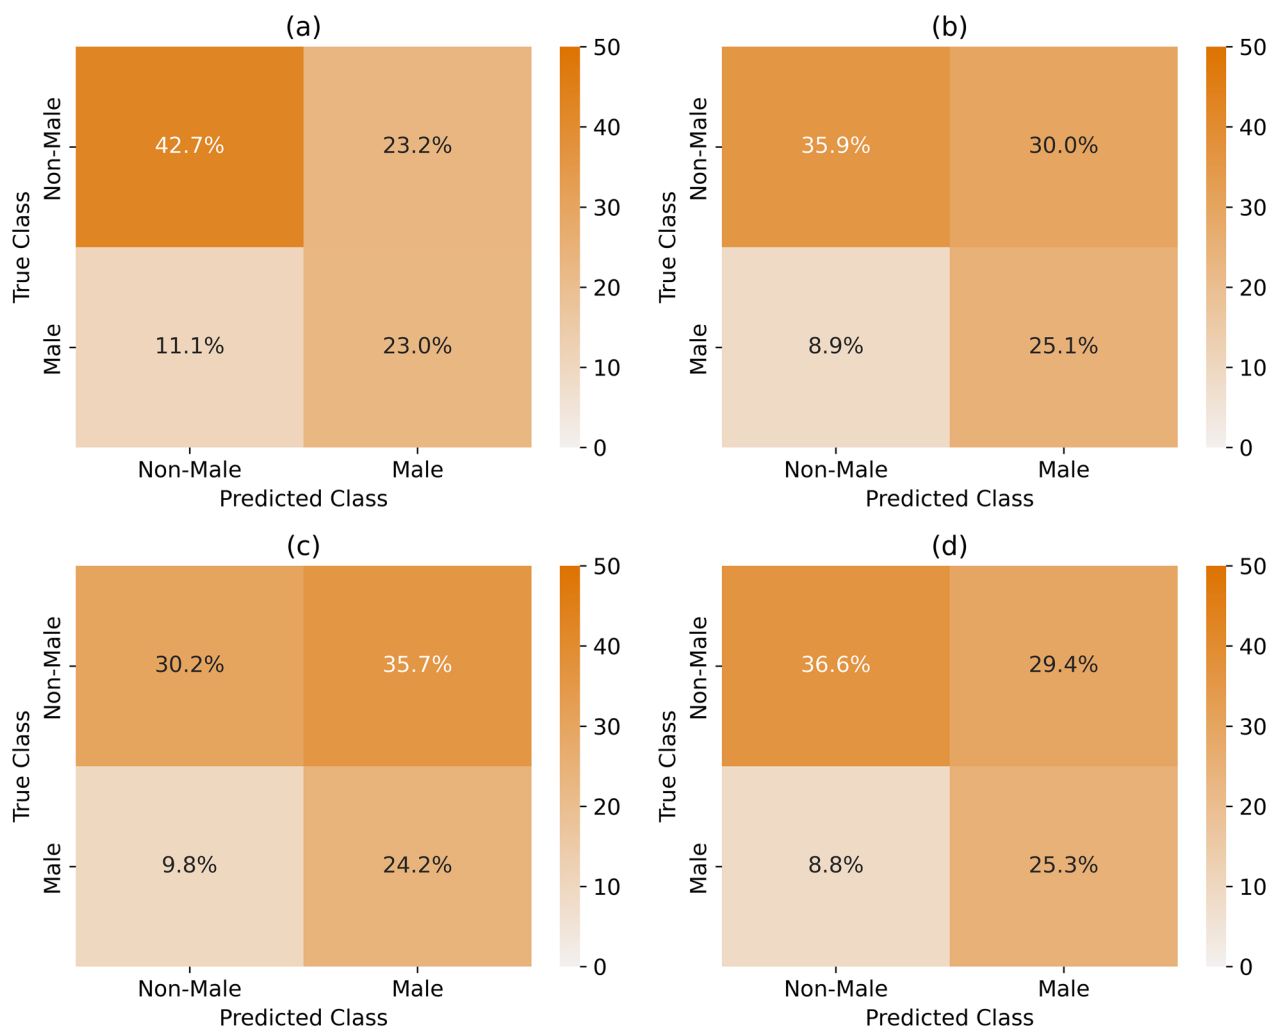 (a)
True Class
Non-Male
Male
42.7%
23.2%
11.1%
23.0%
Non-Male
Male
Predicted Class
50
40
30
20
10
0
(b)
True Class
Non-Male
Male
35.9%
30.0%
8.9%
25.1%
Non-Male
Male
Predicted Class
50
40
30
20
10
0
(c)
True Class
Non-Male
Male
30.2%
35.7%
9.8%
24.2%
Non-Male
Male
Predicted Class
50
40
30
20
10
0
(d)
True Class
Non-Male
Male
36.6%
29.4%
8.8%
25.3%
Non-Male
Male
Predicted Class
50
40
30
20
10
0